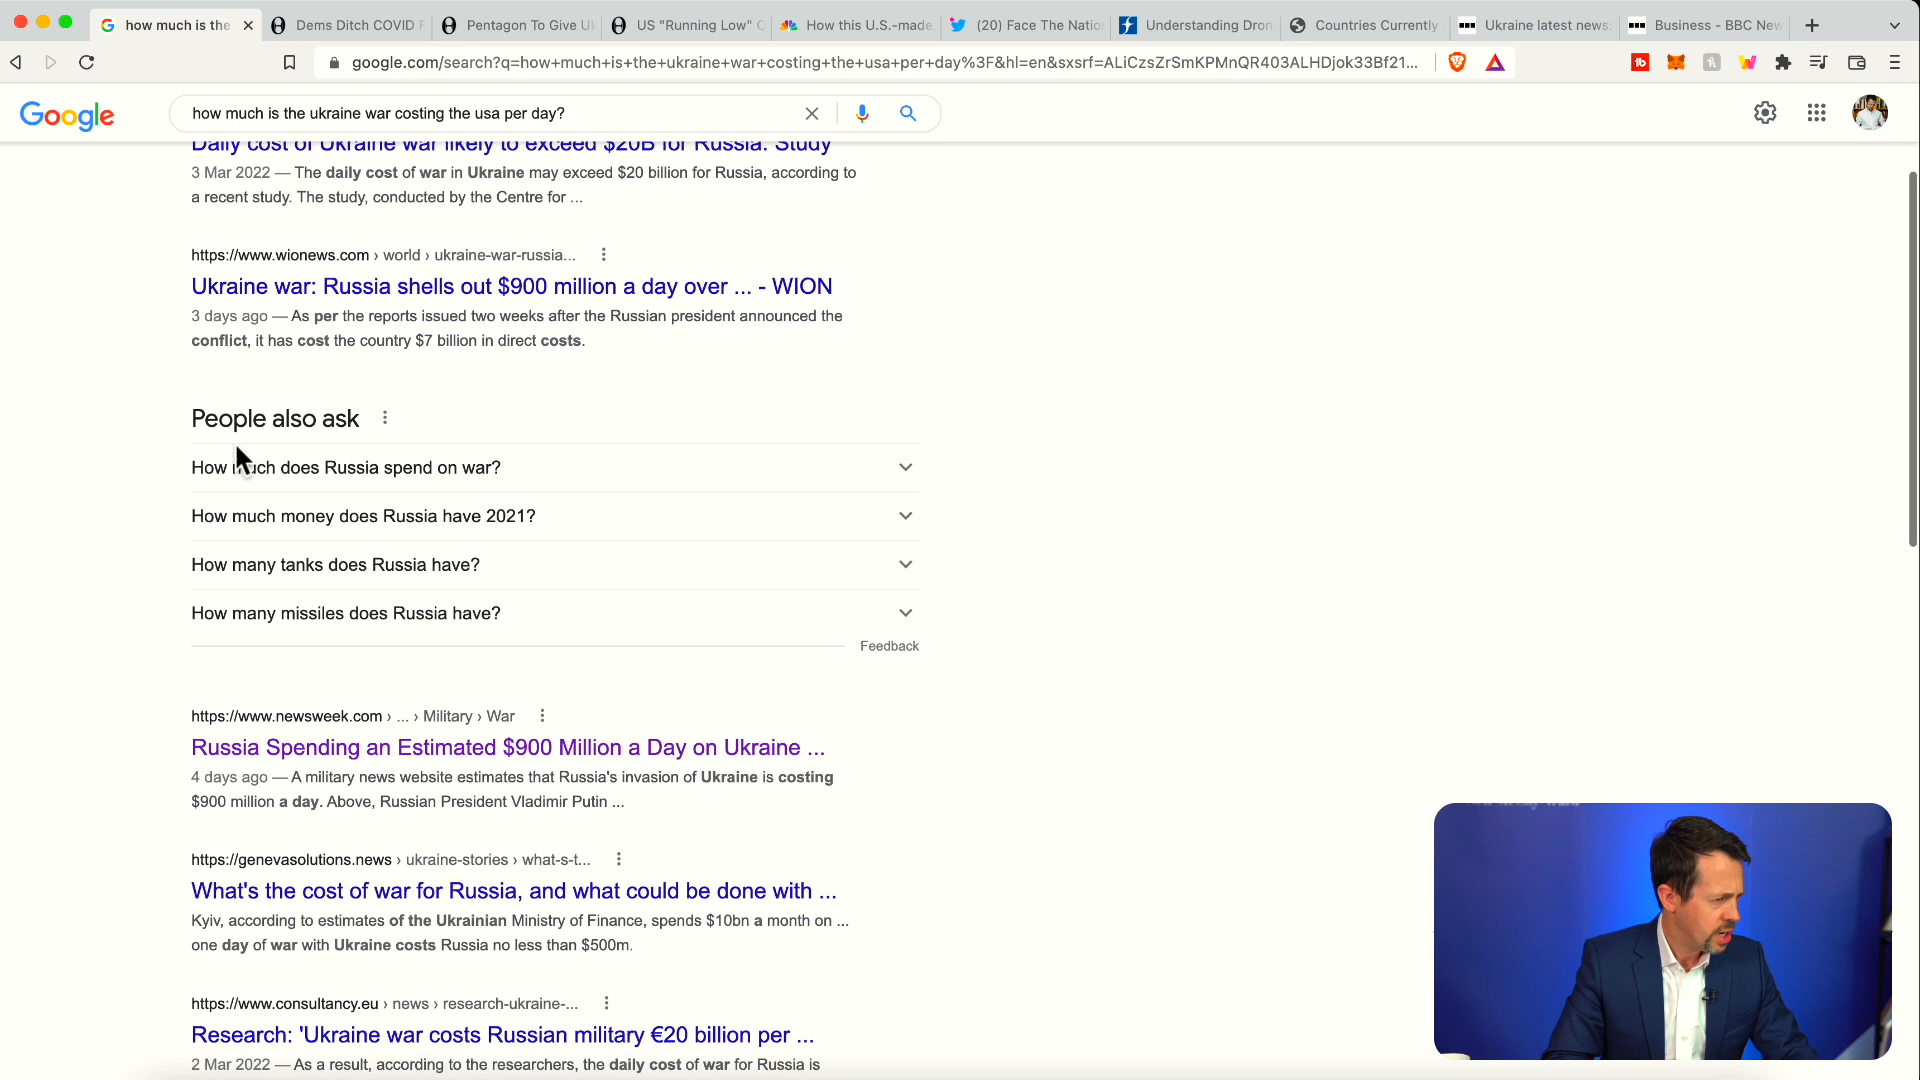 how much is the
Dems Ditch COVID
Pentagon To Give U
US "Running Low"
How this U.S.-made
(20) Face The Natio
Understanding Dron
Countries Currently
Ukraine latest news:
Business - BBC New
google.com/search?q=how+much+is+the+ukraine+war+costing+the+usa+per+day%3F&hl=en&sxsrf=ALiCzsZrSmKPMnQR403ALHDjok33Bf21...
Google
how much is the ukraine war costing the usa per day?
Daily cost of Ukraine war likely to exceed $20B for Russia: Study
3 Mar 2022 — The daily cost of war in Ukraine may exceed $20 billion for Russia, according to
a recent study. The study, conducted by the Centre for ...
https://www.wionews.com › world › ukraine-war-russia...
Ukraine war: Russia shells out $900 million a day over ... - WION
3 days ago — As per the reports issued two weeks after the Russian president announced the
conflict, it has cost the country $7 billion in direct costs.
People also ask
How much does Russia spend on war?
How much money does Russia have 2021?
How many tanks does Russia have?
How many missiles does Russia have?
Feedback
https://www.newsweek.com › ... › Military › War
Russia Spending an Estimated $900 Million a Day on Ukraine ...
4 days ago — A military news website estimates that Russia's invasion of Ukraine is costing
$900 million a day. Above, Russian President Vladimir Putin ...
https://genevasolutions.news › ukraine-stories › what-s-t...
What's the cost of war for Russia, and what could be done with ...
Kyiv, according to estimates of the Ukrainian Ministry of Finance, spends $10bn a month on ...
one day of war with Ukraine costs Russia no less than $500m.
https://www.consultancy.eu › news › research-ukraine-...
Research: 'Ukraine war costs Russian military €20 billion per ...
2 Mar 2022 — As a result, according to the researchers, the daily cost of war for Russia is